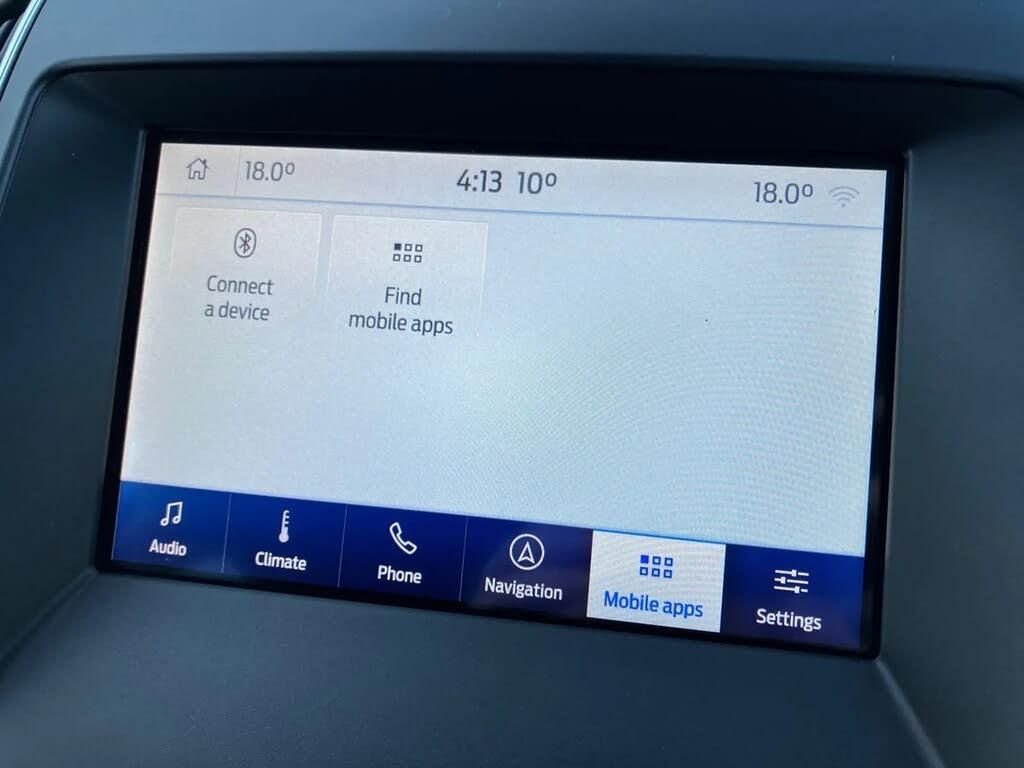 18.0° 4:13 10° 18.0°
Connect
a device
Find
mobile apps
Audio
Climate
Phone
Navigation
Mobile apps
Settings